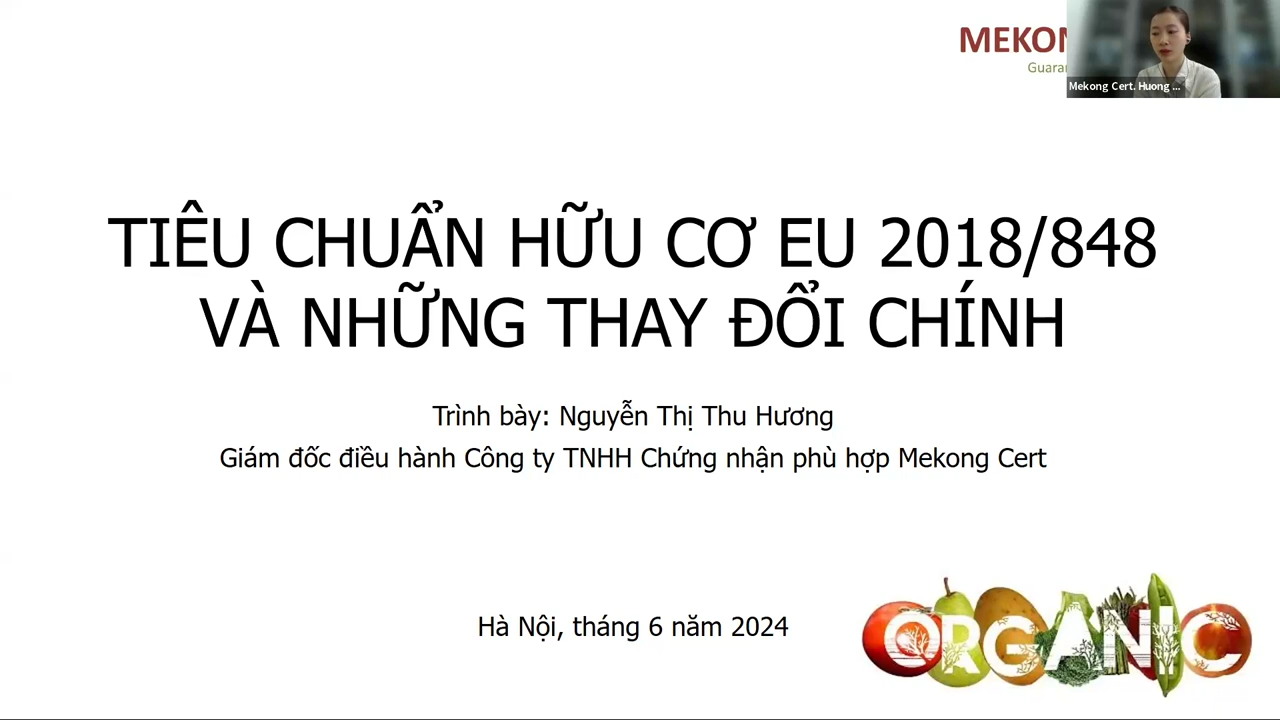 MEKON
Guara
Mekong Cert. Huong ...
TIÊU CHUẨN HỮU CƠ EU 2018/848
VÀ NHỮNG THAY ĐỔI CHÍNH
Trình bày: Nguyễn Thị Thu Hương
Giám đốc điều hành Công ty TNHH Chứng nhận phù hợp Mekong Cert
Hà Nội, tháng 6 năm 2024
ORGANIC